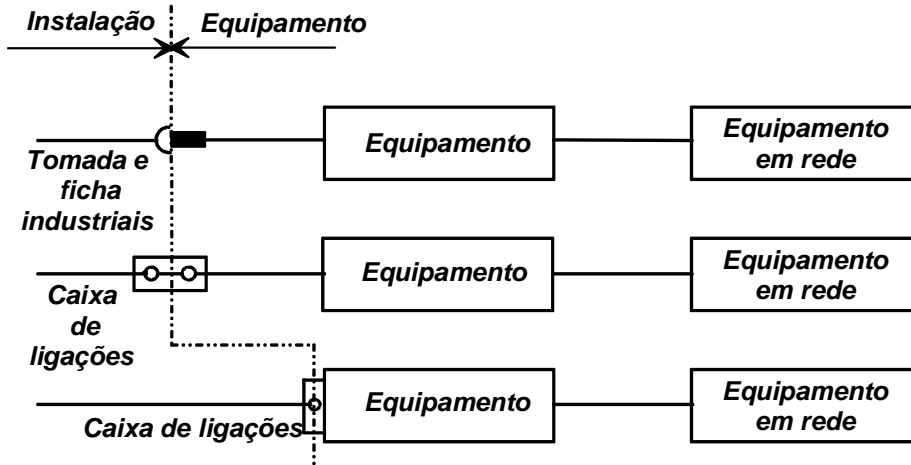 Instalação
Equipamento
Tomada e
ficha
industriais
Equipamento
Equipamento
em rede
Caixa
de
ligações
Equipamento
Equipamento
em rede
Caixa de ligações
Equipamento
Equipamento
em rede